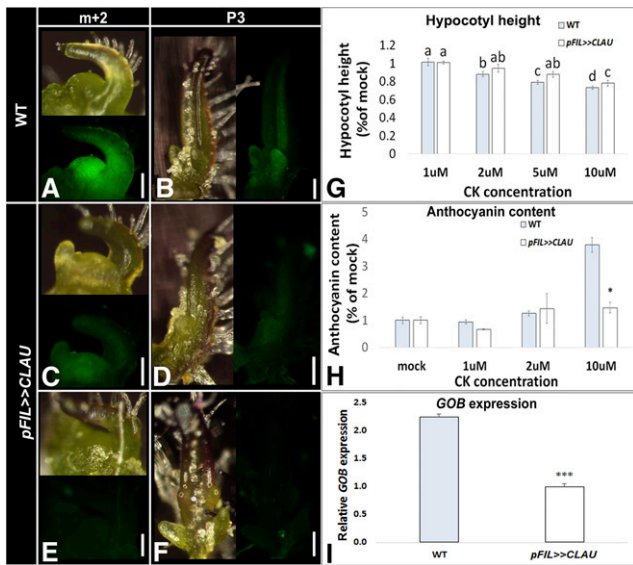 m+2 P3
WT
A B
pFIL>>CLAU
C D
E F
Hypocotyl height
WT
pFIL>>CLAU
Hypocotyl height
(%of mock)
1.2
1
0.8
0.6
0.4
0.2
0
a a b ab c ab d c
1uM 2uM 5uM 10uM
G
CK concentration
Anthocyanin content
WT
pFIL>>CLAU
Anthocyanin content
(% of mock)
5
4
3
2
1
0
*
mock 1uM 2uM 10uM
H
CK concentration
GOB expression
Relative GOB
expression
2.5
2.0
1.5
1.0
0.5
0.0
***
WT pFIL>>CLAU
I